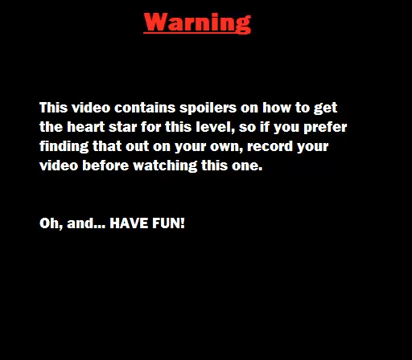 Warning
This video contains spoilers on how to get
the heart star for this level, so if you prefer
finding that out on your own, record your
video before watching this one.
Oh, and... HAVE FUN!